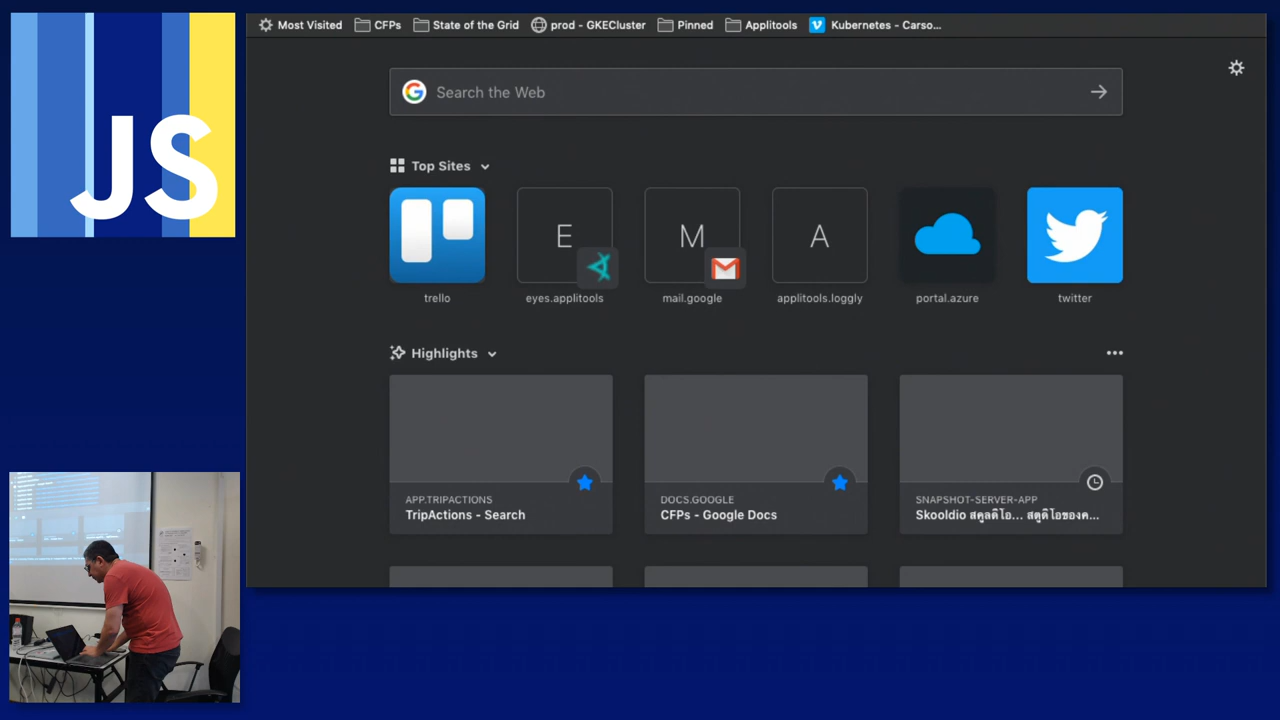 JS
Most Visited
CFPs
State of the Grid
prod - GKECluster
Pinned
Applitools
Kubernetes - Carso...
Search the Web
Top Sites
E
M
A
trello
eyes.applitools
mail.google
applitools.loggly
portal.azure
twitter
Highlights
APP.TRIPACTIONS
TripActions - Search
DOCS.GOOGLE
CFPs - Google Docs
SNAPSHOT-SERVER-APP
Skooldio สคูลดิโอ... สตูดิโอของค...